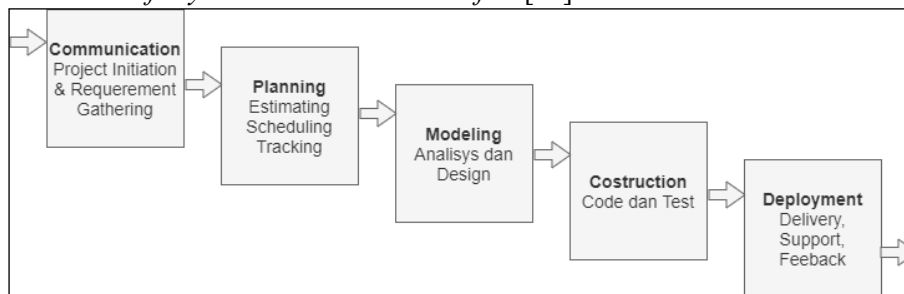 Communication
Project Initiation
& Requerement
Gathering
Planning
Estimating
Scheduling
Tracking
Modeling
Analisys dan
Design
Costruction
Code dan Test
Deployment
Delivery,
Support,
Feeback